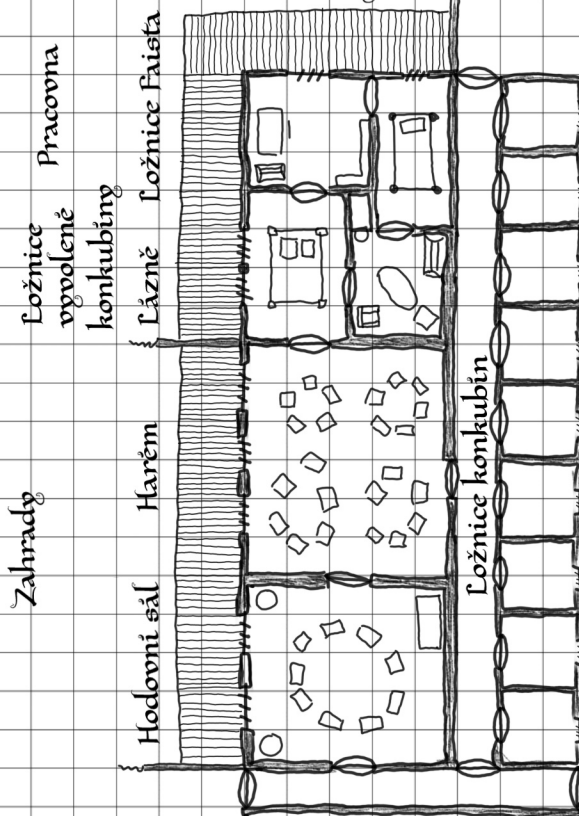 Zahrady
Pracovna
Ložnice
vyvolené
konkubíny
Hodovní sál
Harém
Lázně
Ložnice Faista
Ložnice konkubín